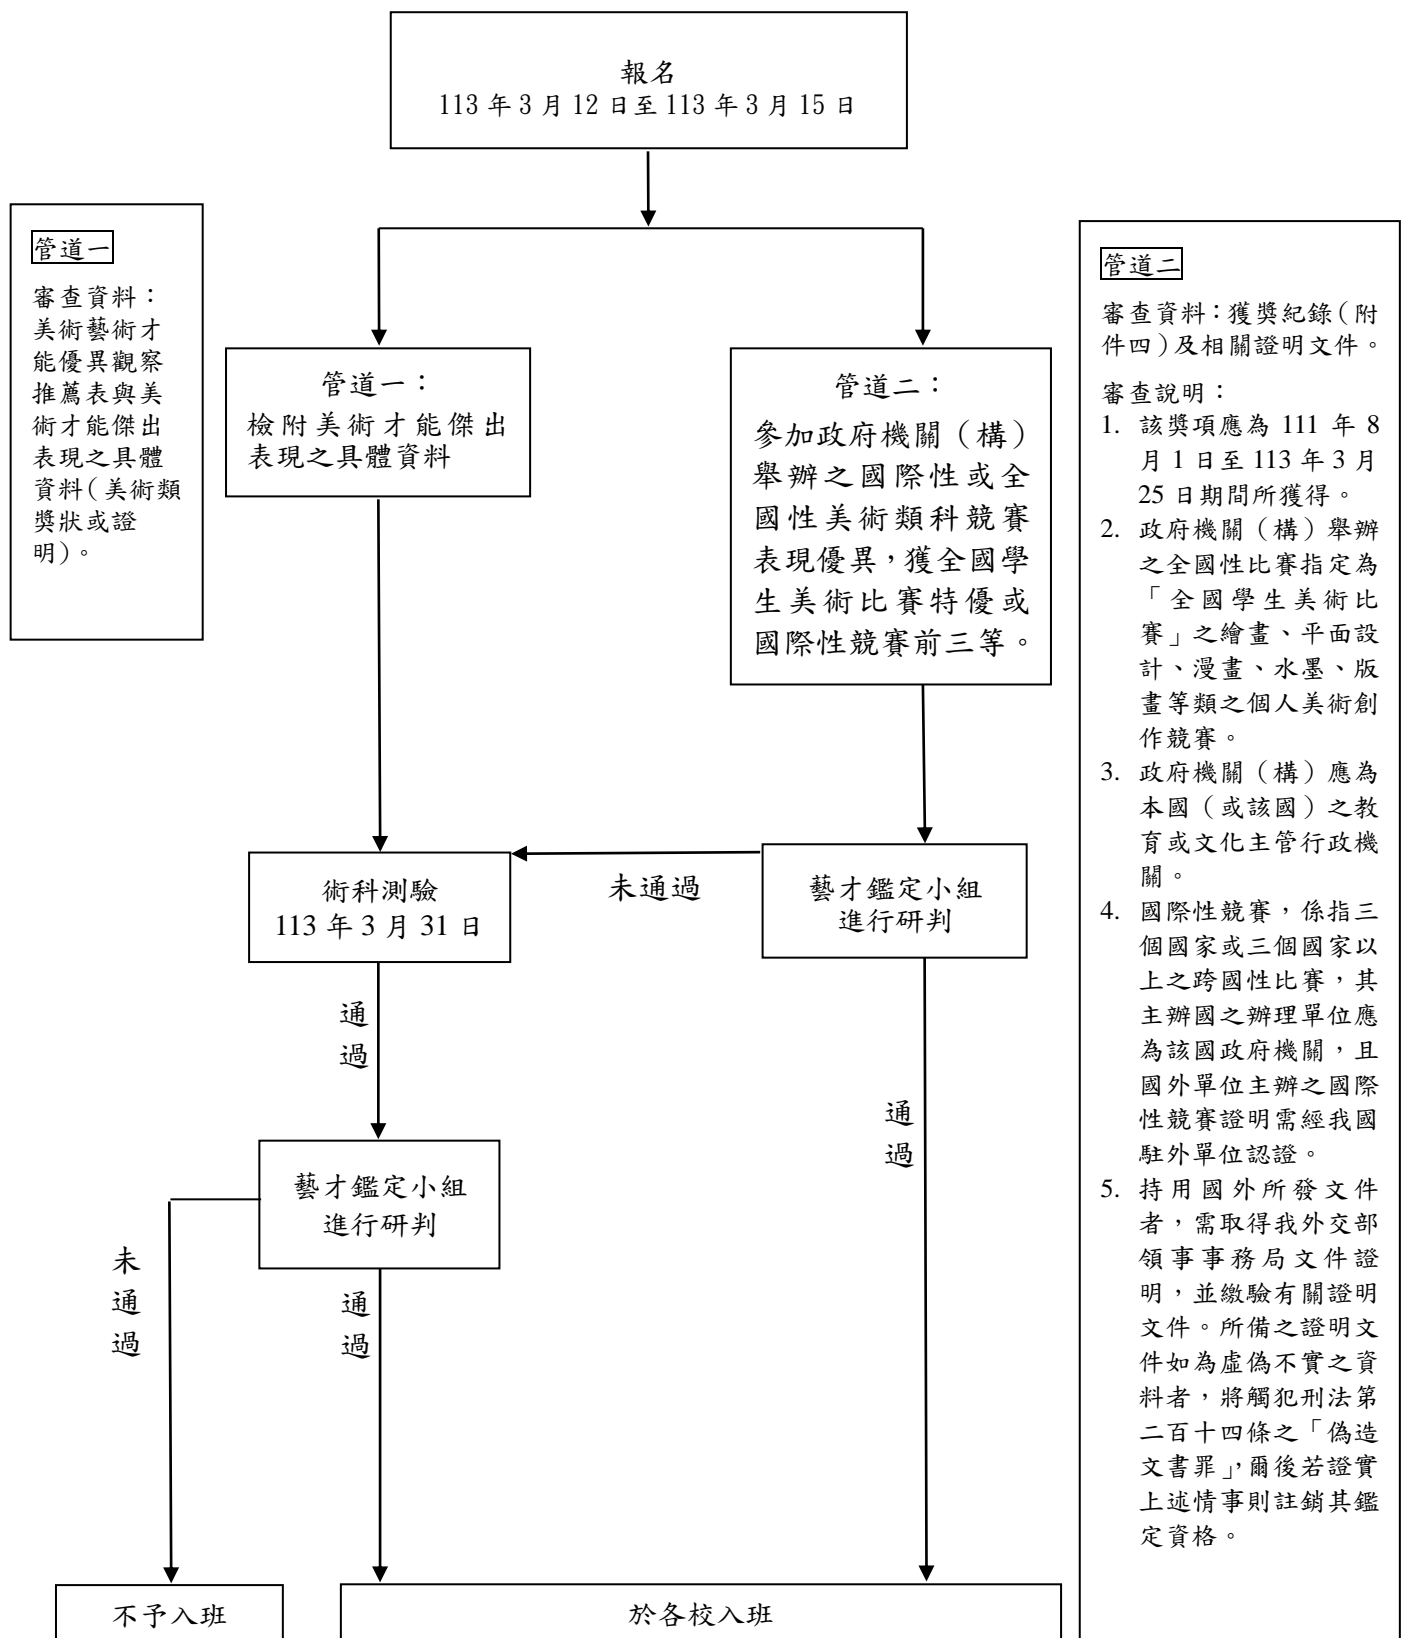 報名
113 年 3 月 12 日至 113 年 3 月 15 日
管道一
審查資料：
美術藝術才
能優異觀察
推薦表與美
術才能傑出
表現之具體
資料（美術類
獎狀或證
明）。
管道一：
檢附美術才能傑出
表現之具體資料
管道二：
參加政府機關（構）
舉辦之國際性或全
國性美術類科競賽
表現優異，獲全國學
生美術比賽特優或
國際性競賽前三等。
管道二
審查資料：獲獎紀錄（附
件四）及相關證明文件。
審查說明：
1. 該獎項應為 111 年 8
月 1 日至 113 年 3 月
25 日期間所獲得。
2. 政府機關（構）舉辦
之全國性比賽指定為
「全國學生美術比
賽」之繪畫、平面設
計、漫畫、水墨、版
畫等類之個人美術創
作競賽。
3. 政府機關（構）應為
本國（或該國）之教
育或文化主管行政機
關。
4. 國際性競賽，係指三
個國家或三個國家以
上之跨國性比賽，其
主辦國之辦理單位應
為該國政府機關，且
國外單位主辦之國際
性競賽證明需經我國
駐外單位認證。
5. 持用國外所發文件
者，需取得我外交部
領事事務局文件證
明，並繳驗有關證明
文件。所備之證明文
件如為虛偽不實之資
料者，將觸犯刑法第
二百十四條之「偽造
文書罪」，爾後若證實
上述情事則註銷其鑑
定資格。
術科測驗
113 年 3 月 31 日
未通過
藝才鑑定小組
進行研判
通
過
通
過
藝才鑑定小組
進行研判
未
通
過
通
過
不予入班
於各校入班